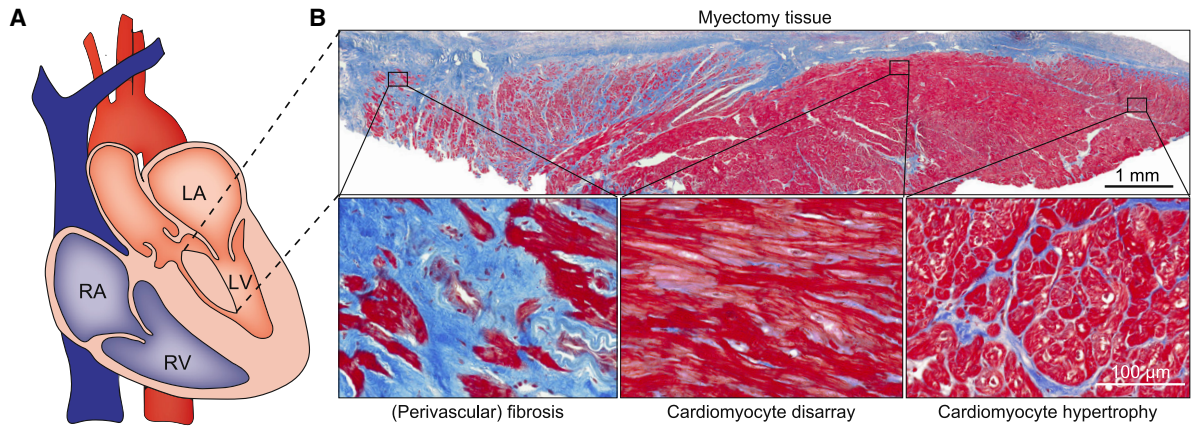 A
B
Myectomy tissue
LA
LV
RA
RV
1 mm
100 µm
(Perivascular) fibrosis
Cardiomyocyte disarray
Cardiomyocyte hypertrophy